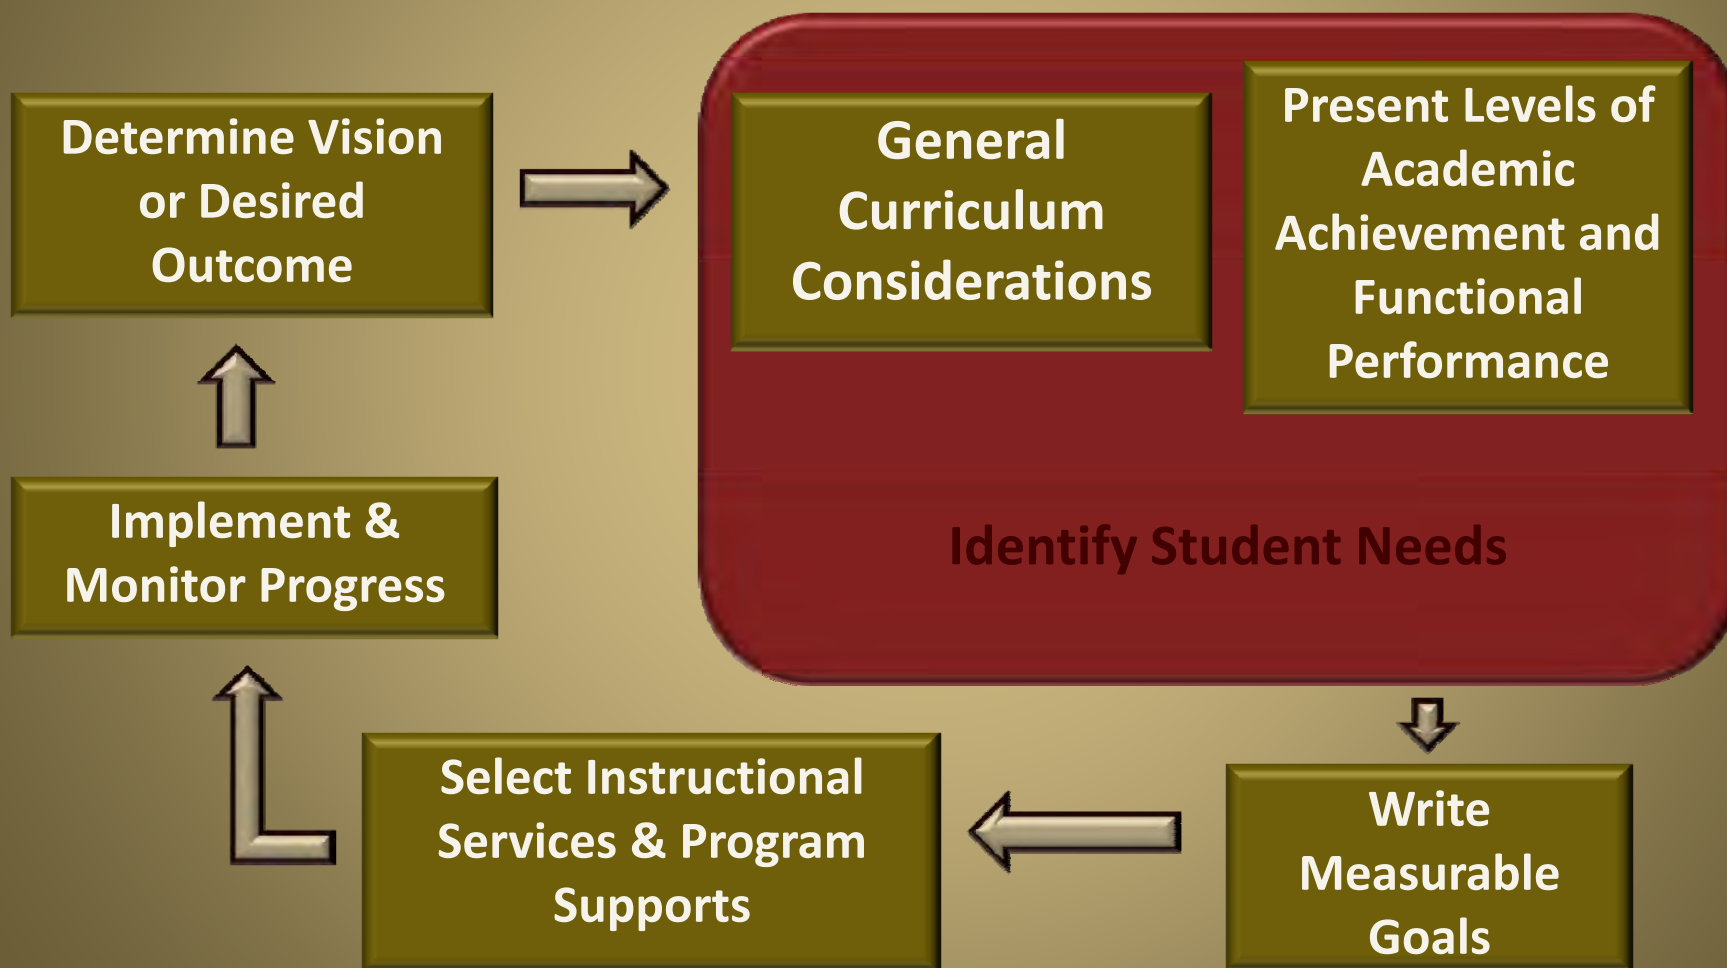 Determine Vision
or Desired
Outcome
General
Curriculum
Considerations
Present Levels of
Academic
Achievement and
Functional
Performance
Identify Student Needs
Implement &
Monitor Progress
Select Instructional
Services & Program
Supports
Write
Measurable
Goals